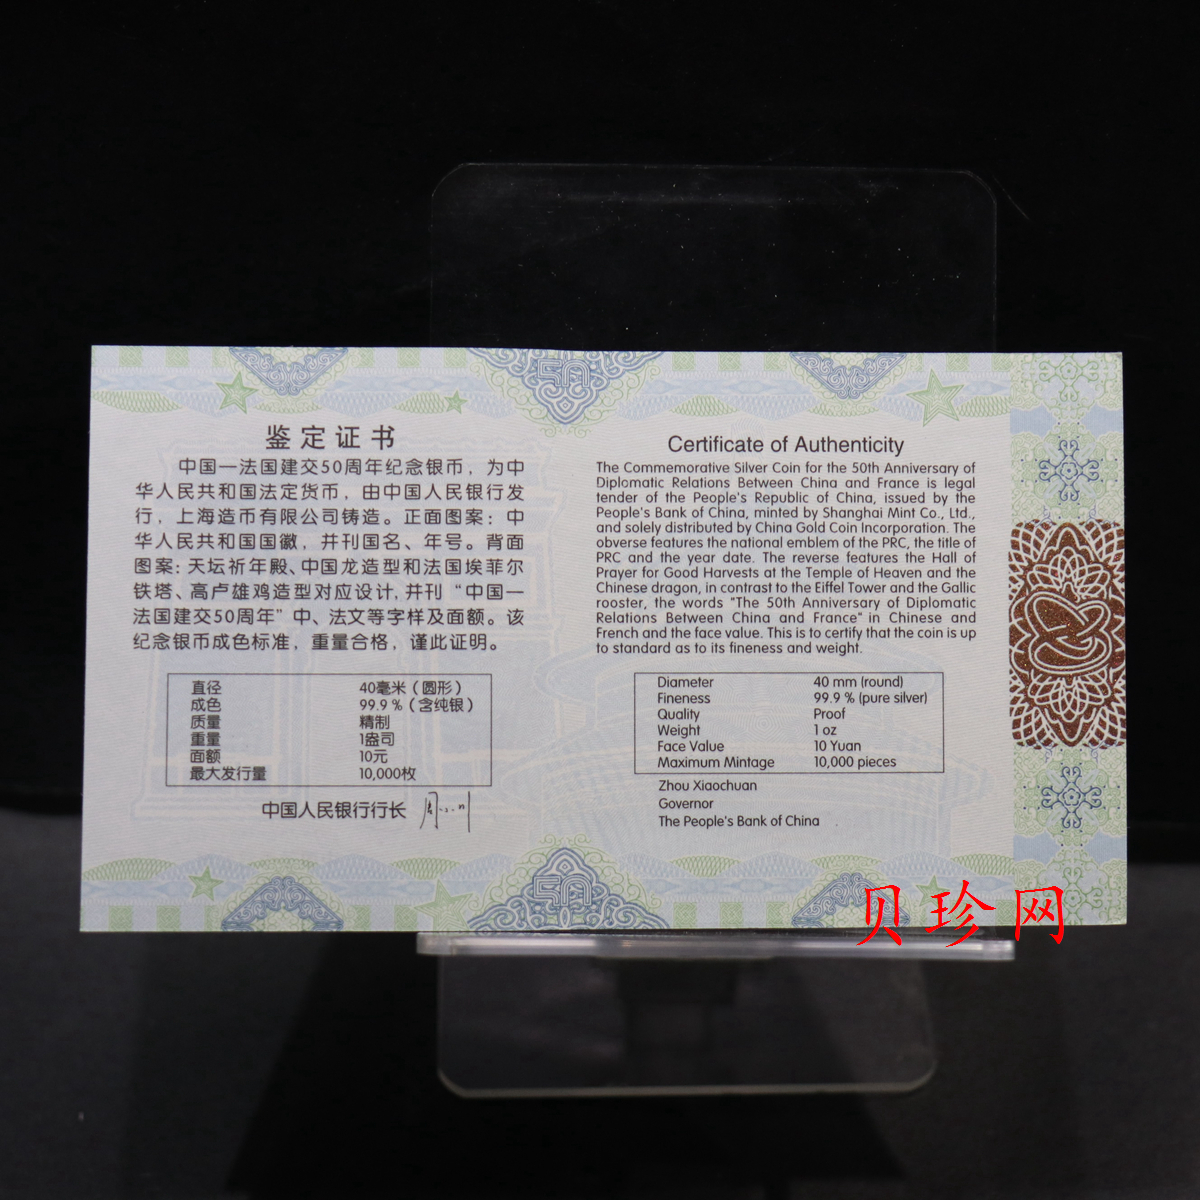 鉴定证书
中国一法国建交50周年纪念银币，为中
华人民共和国法定货币，由中国人民银行发
行，上海造币有限公司铸造。正面图案：中
华人民共和国国徽，并刊国名、年号。背面
图案：天坛祈年殿、中国龙造型和法国埃菲尔
铁塔、高卢雄鸡造型对应设计，并刊“中国一
法国建交50周年”中、法文等字样及面额。该
纪念银币成色标准，重量合格，谨此证明。
直径 40毫米（圆形）
成色 99.9％（含纯银）
质量 精制
重量 1盎司
面额 10元
最大发行量 10,000枚
中国人民银行行长
Certificate of Authenticity
The Commemorative Silver Coin for the 50th Anniversary of
Diplomatic Relations Between China and France is legal
tender of the People's Republic of China, issued by the
People's Bank of China, minted by Shanghai Mint Co., Ltd.,
and solely distributed by China Gold Coin Incorporation. The
obverse features the national emblem of the PRC, the title of
PRC and the year date. The reverse features the Hall of
Prayer for Good Harvests at the Temple of Heaven and the
Chinese dragon, in contrast to the Eiffel Tower and the Gallic
rooster, the words "The 50th Anniversary of Diplomatic
Relations Between China and France" in Chinese and
French and the face value. This is to certify that the coin is up
to standard as to its fineness and weight.
Diameter 40 mm (round)
Fineness 99.9 % (pure silver)
Quality Proof
Weight 1 oz
Face Value 10 Yuan
Maximum Mintage 10,000 pieces
Zhou Xiaochuan
Governor
The People's Bank of China
贝珍网